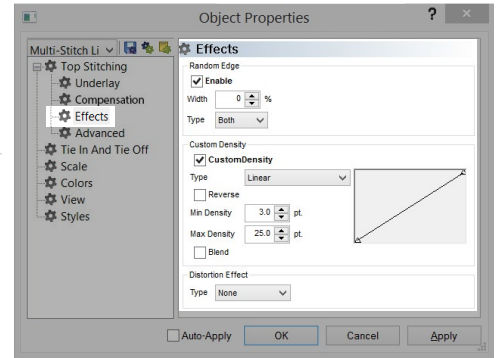 Object Properties ?
Multi-Stitch Li
Top Stitching
Underlay
Compensation
Effects
Advanced
Tie In And Tie Off
Scale
Colors
View
Styles
Effects
Random Edge
Enable
Width 0 %
Type Both
Custom Density
CustomDensity
Type Linear
Reverse
Min Density 3.0 pt.
Max Density 25.0 pt.
Blend
Distortion Effect
Type None
Auto-Apply OK Cancel Apply